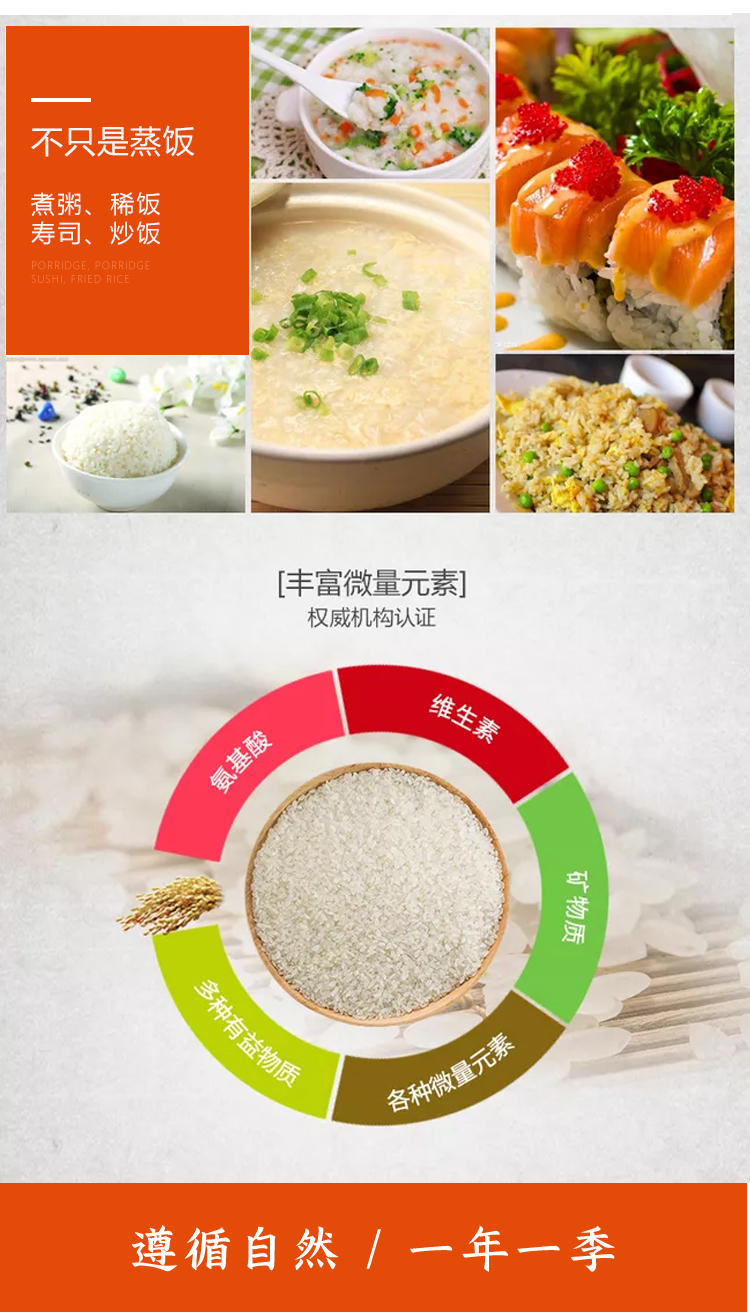 不只是蒸饭
煮粥、稀饭
寿司、炒饭
PORRIDGE, PORRIDGE
SUSHI, FRIED RICE
[丰富微量元素]
权威机构认证
氨基酸
维生素
矿物质
各种微量元素
多种有益物质
遵循自然 / 一年一季